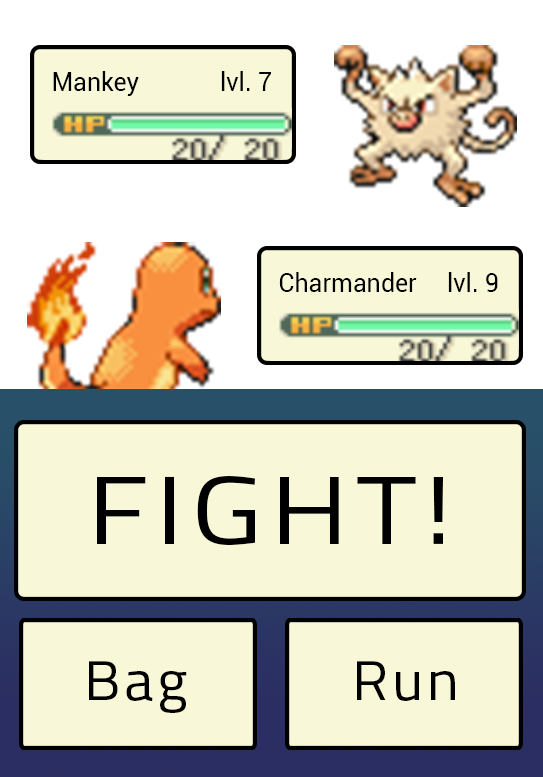 Mankey lvl. 7
HP
20/ 20
Charmander lvl. 9
HP
20/ 20
FIGHT!
Bag Run